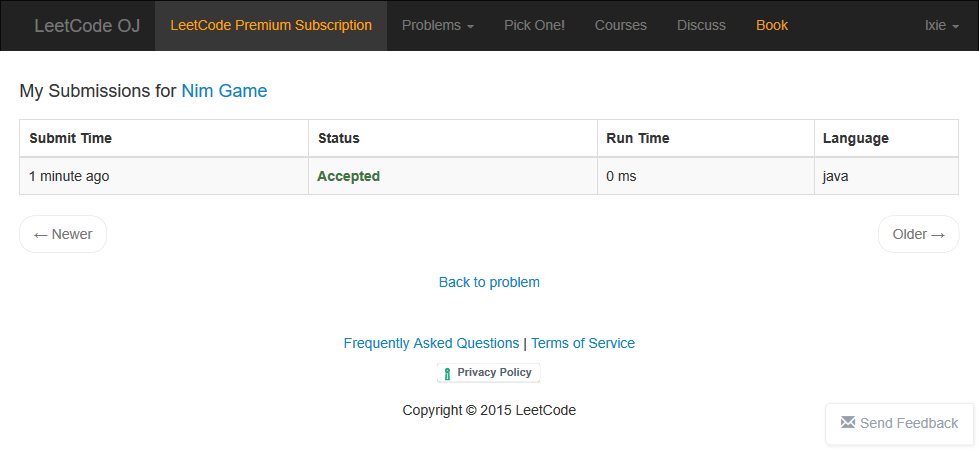 LeetCode OJ LeetCode Premium Subscription Problems Pick One! Courses Discuss Book Ixie
My Submissions for Nim Game
Submit Time Status Run Time Language
1 minute ago Accepted 0 ms java
← Newer Older →
Back to problem
Frequently Asked Questions | Terms of Service
Privacy Policy
Copyright © 2015 LeetCode
Send Feedback